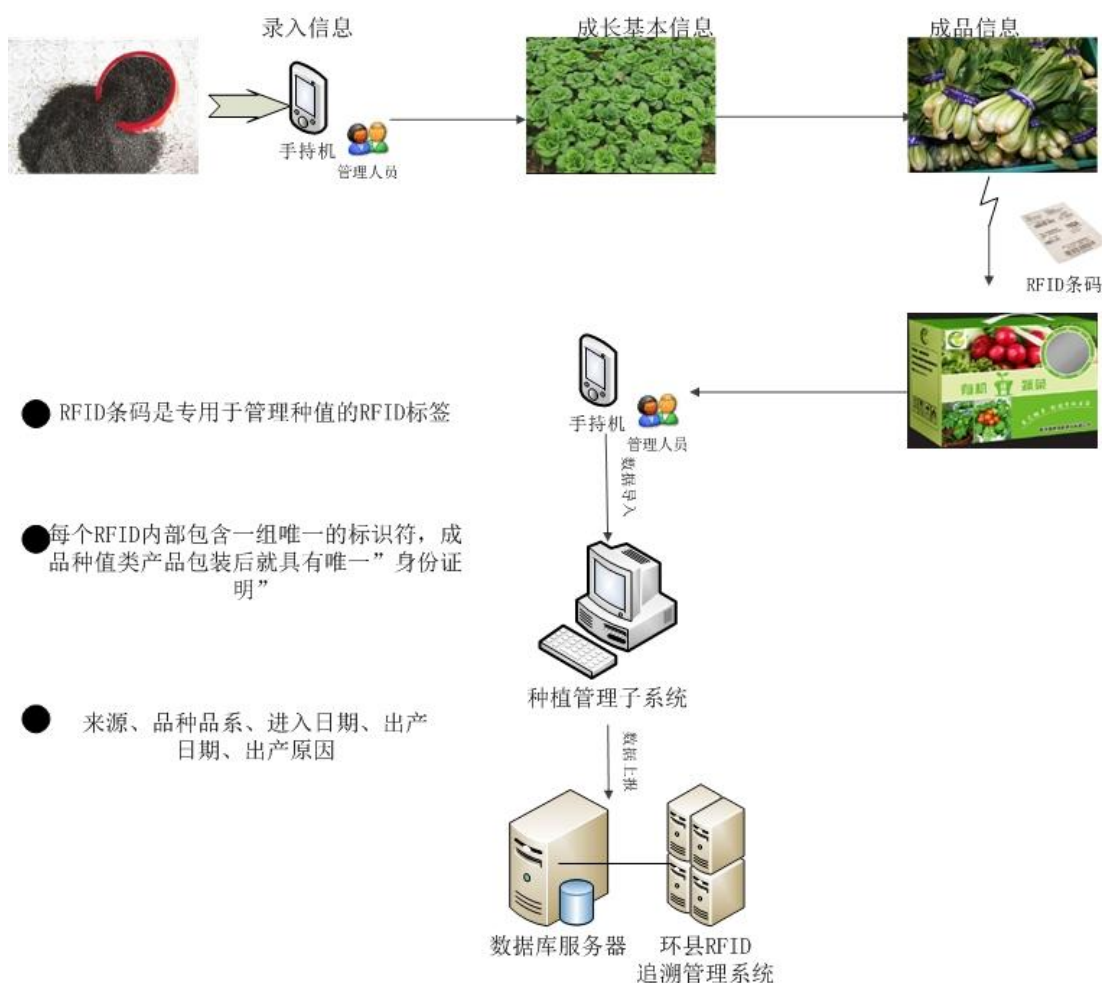 录入信息
成长基本信息
成品信息
手持机
管理人员
RFID条码
有机 蔬菜
手持机
管理人员
RFID条码是专用于管理种值的RFID标签
数据导入
每个RFID内部包含一组唯一的标识符，成
品种值类产品包装后就具有唯一”身份证
明”
种植管理子系统
来源、品种品系、进入日期、出产
日期、出产原因
数据上报
数据库服务器
环县RFID
追溯管理系统